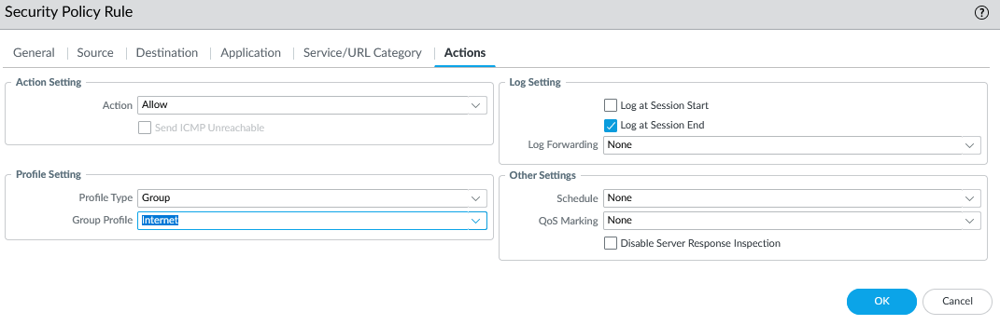 Security Policy Rule
General Source Destination Application Service/URL Category Actions
Action Setting
Action Allow
Send ICMP Unreachable
Profile Setting
Profile Type Group
Group Profile Internet
Log Setting
Log at Session Start
Log at Session End
Log Forwarding None
Other Settings
Schedule None
QoS Marking None
Disable Server Response Inspection
OK Cancel